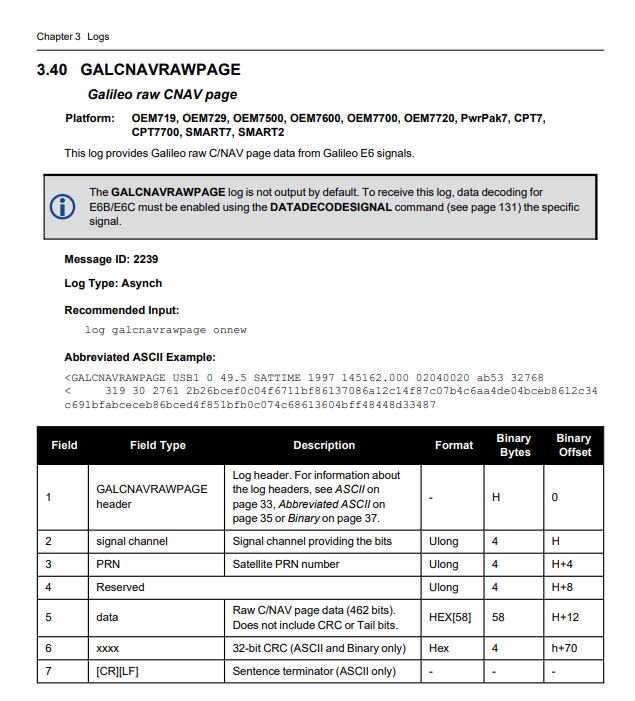 Chapter 3 Logs
3.40 GALCNAVRAWPAGE
Galileo raw CNAV page
Platform: OEM719, OEM729, OEM7500, OEM7600, OEM7700, OEM7720, PwrPak7, CPT7,
CPT7700, SMART7, SMART2
This log provides Galileo raw C/NAV page data from Galileo E6 signals.
The GALCNAVRAWPAGE log is not output by default. To receive this log, data decoding for
E6B/E6C must be enabled using the DATADECODESIGNAL command (see page 131) the specific
signal.
Message ID: 2239
Log Type: Asynch
Recommended Input:
log galcnavrawpage onnew
Abbreviated ASCII Example:
<GALCNAVRAWPAGE USB1 0 49.5 SATTIME 1997 145162.000 02040020 ab53 32768
< 319 30 2761 2b26bcef0c04f6711bf86137086a12c14f87c07b4c6aa4de04bceb8612c34
c691bfabceceb86bced4f851bfb0c074c68613604bff48448d33487
Field Field Type Description Format Binary Bytes Binary Offset
1 GALCNAVRAWPAGE header Log header. For information about
the log headers, see ASCII on
page 33, Abbreviated ASCII on
page 35 or Binary on page 37. - H 0
2 signal channel Signal channel providing the bits Ulong 4 H
3 PRN Satellite PRN number Ulong 4 H+4
4 Reserved Ulong 4 H+8
5 data Raw C/NAV page data (462 bits).
Does not include CRC or Tail bits. HEX[58] 58 H+12
6 xxxx 32-bit CRC (ASCII and Binary only) Hex 4 h+70
7 [CR][LF] Sentence terminator (ASCII only) - - -